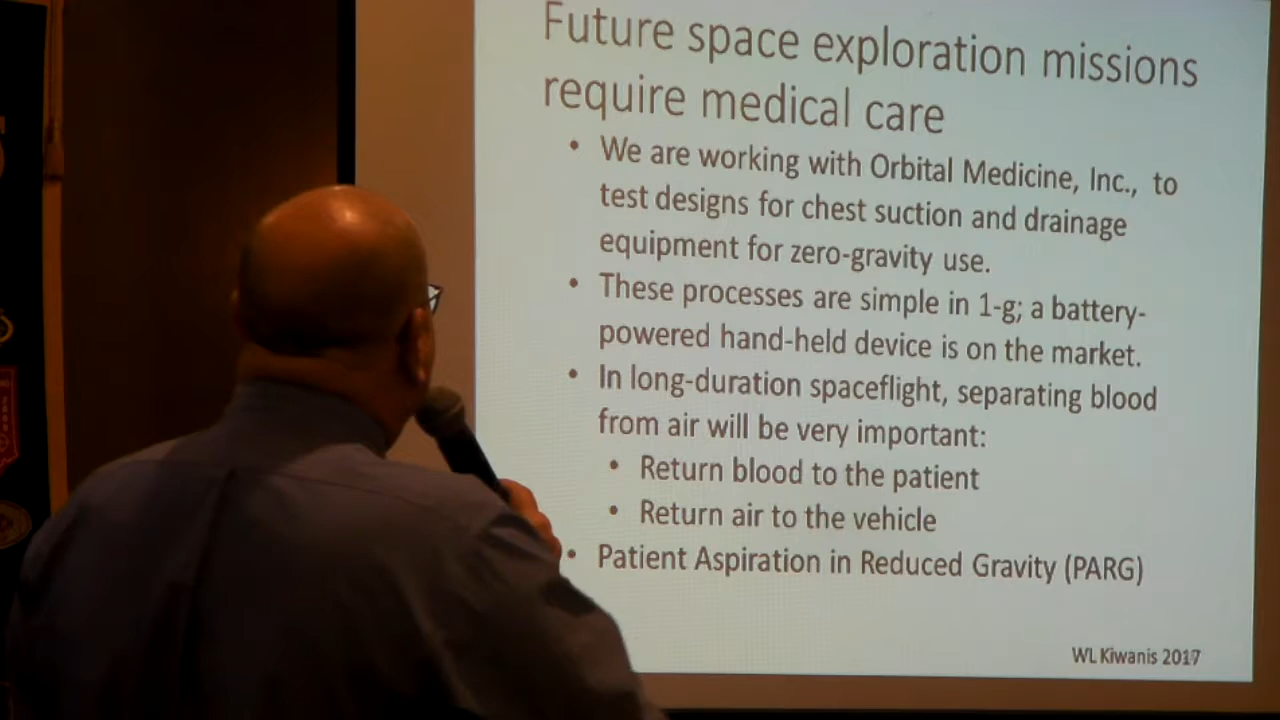 Future space exploration missions
require medical care
• We are working with Orbital Medicine, Inc., to
test designs for chest suction and drainage
equipment for zero-gravity use.
• These processes are simple in 1-g; a battery-
powered hand-held device is on the market.
• In long-duration spaceflight, separating blood
from air will be very important:
• Return blood to the patient
• Return air to the vehicle
• Patient Aspiration in Reduced Gravity (PARG)
WL Kiwanis 2017